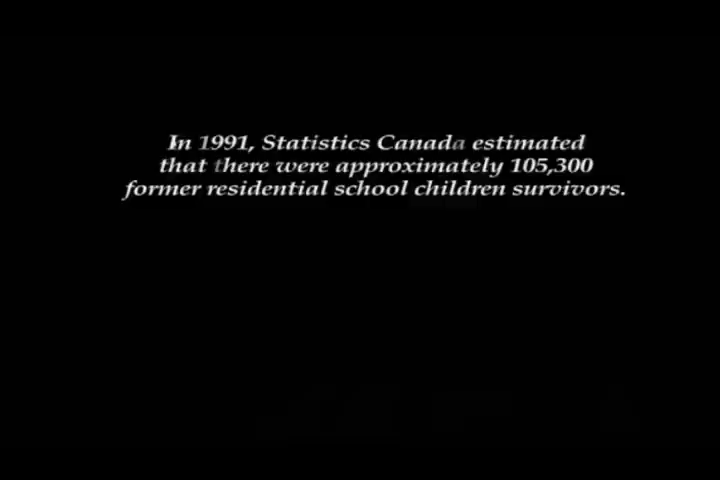 In 1991, Statistics Canada estimated
that there were approximately 105,300
former residential school children survivors.